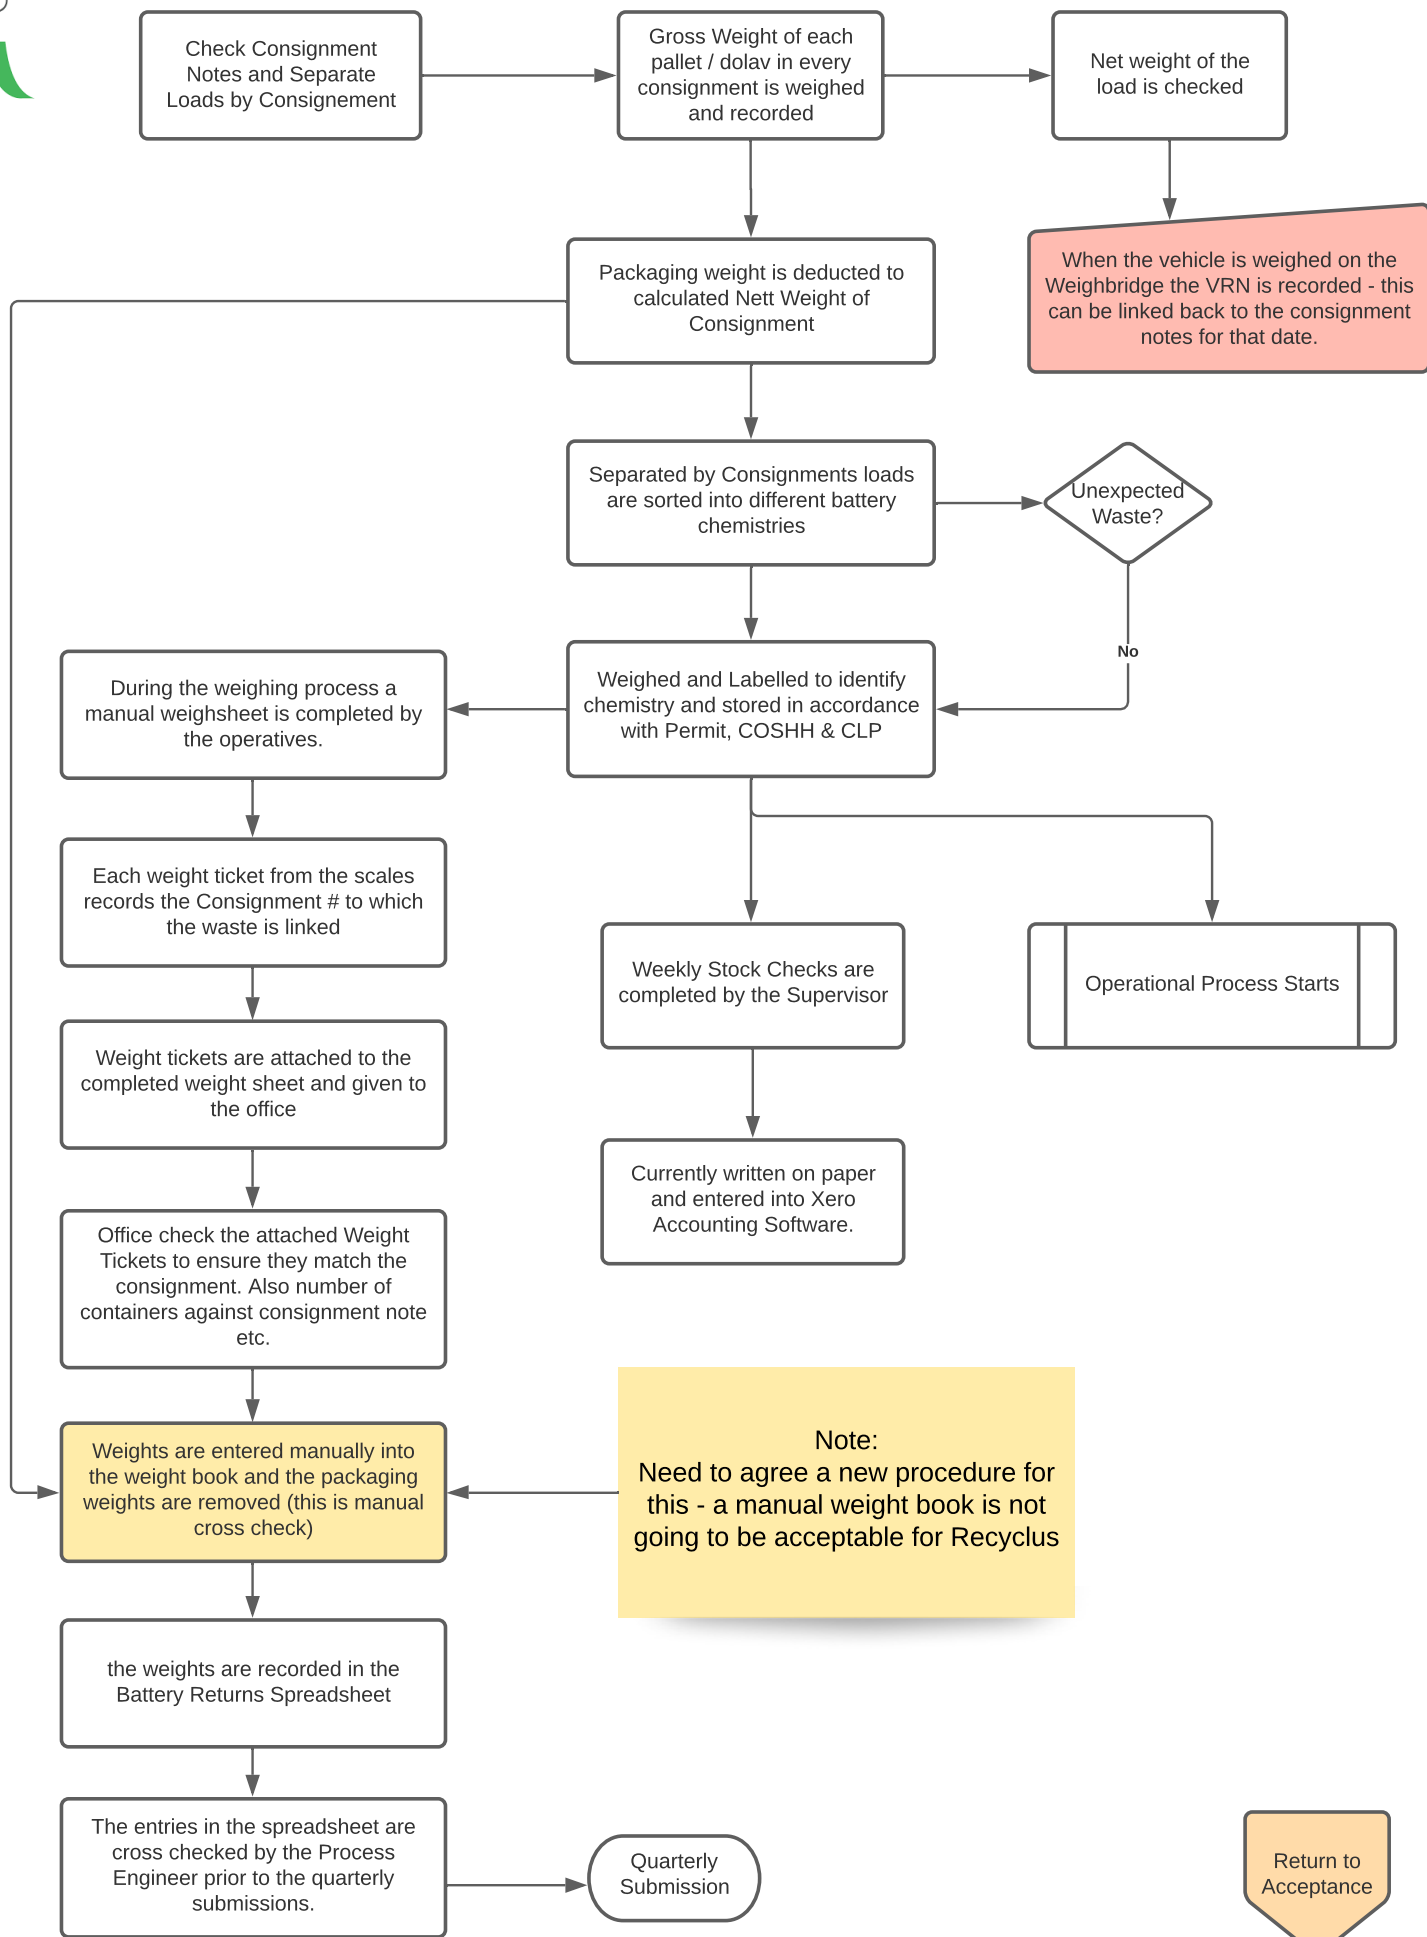 Check Consignment
Notes and Separate
Loads by Consignement
Gross Weight of each
pallet / dolav in every
consignment is weighed
and recorded
Net weight of the
load is checked
When the vehicle is weighed on the
Weighbridge the VRN is recorded - this
can be linked back to the consignment
notes for that date.
Packaging weight is deducted to
calculated Nett Weight of
Consignment
Separated by Consignments loads
are sorted into different battery
chemistries
Unexpected
Waste?
No
Weighed and Labelled to identify
chemistry and stored in accordance
with Permit, COSHH & CLP
During the weighing process a
manual weighsheet is completed by
the operatives.
Each weight ticket from the scales
records the Consignment # to which
the waste is linked
Weekly Stock Checks are
completed by the Supervisor
Operational Process Starts
Weight tickets are attached to the
completed weight sheet and given to
the office
Currently written on paper
and entered into Xero
Accounting Software.
Office check the attached Weight
Tickets to ensure they match the
consignment. Also number of
containers against consignment note
etc.
Weights are entered manually into
the weight book and the packaging
weights are removed (this is manual
cross check)
Note:
Need to agree a new procedure for
this - a manual weight book is not
going to be acceptable for Recyclus
the weights are recorded in the
Battery Returns Spreadsheet
The entries in the spreadsheet are
cross checked by the Process
Engineer prior to the quarterly
submissions.
Quarterly
Submission
Return to
Acceptance